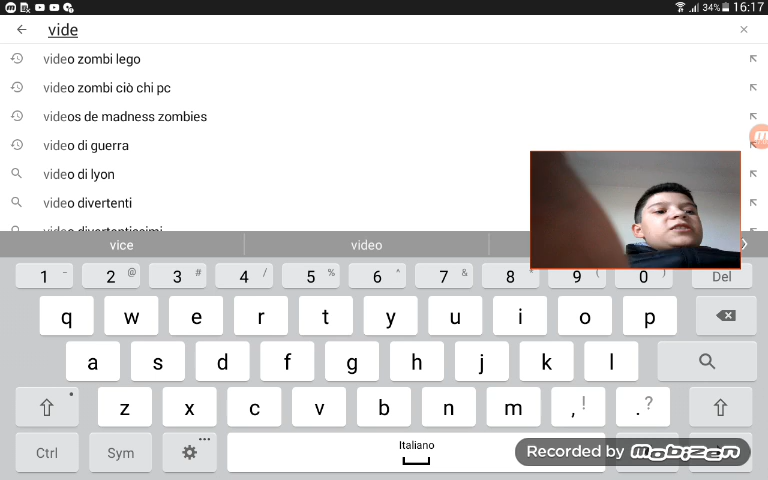 34% 16:17
vide
video zombi lego
video zombi ciò chi pc
videos de madness zombies
video di guerra
video di lyon
video divertenti
video divertentissimi
vice video
1 - 2 @ 3 # 4 / 5 % 6 ^ 7 & 8 9 ( 0 ) Del
q w e r t y u i o p
a s d f g h j k l
z x c v b n m , ! . ?
Ctrl Sym Italiano
Recorded by Mobizen